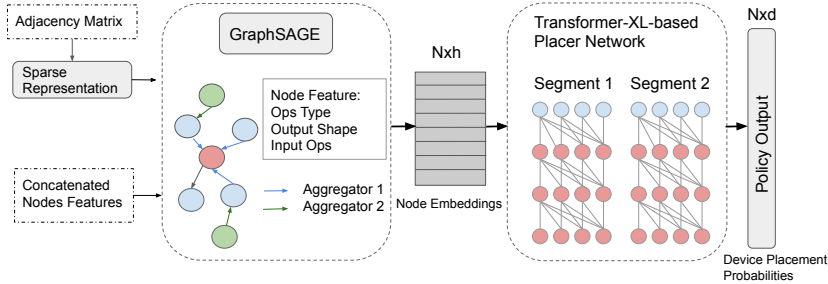 Adjacency Matrix
Sparse
Representation
Concatenated
Nodes Features
GraphSAGE
Node Feature:
Ops Type
Output Shape
Input Ops
Aggregator 1
Aggregator 2
Nxh
Node Embeddings
Transformer-XL-based
Placer Network
Segment 1
Segment 2
Nxd
Policy Output
Device Placement
Probabilities